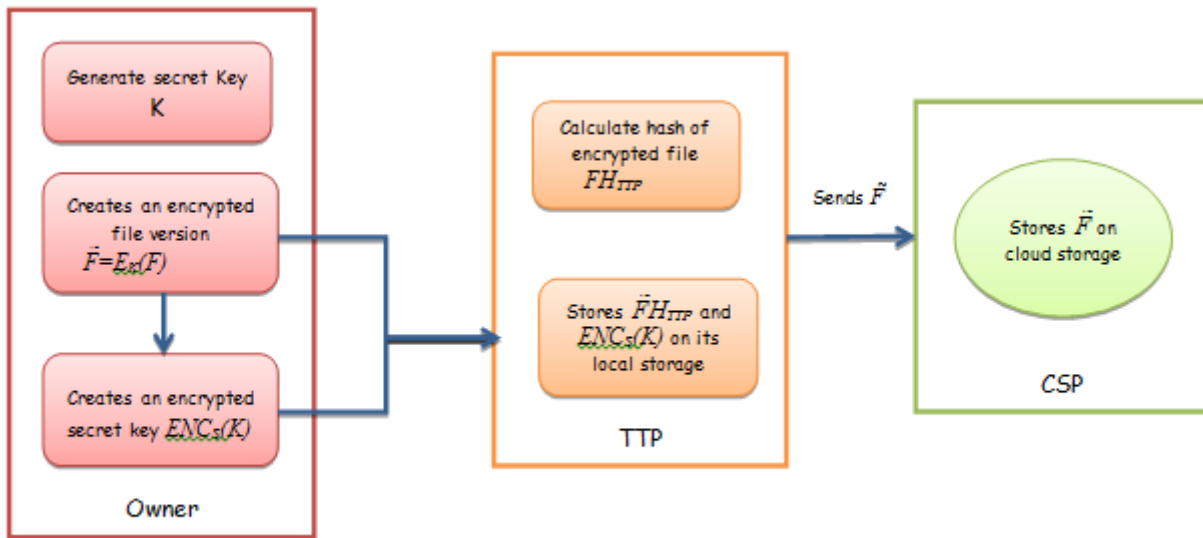 Generate secret Key
K
Creates an encrypted
file version
F̃=E_K(F)
Creates an encrypted
secret key ENC_S(K)
Owner
Calculate hash of
encrypted file
FH_TTP
Stores F̃H_TTP and
ENC_S(K) on its
local storage
TTP
Sends F̃
Stores F̃ on
cloud storage
CSP